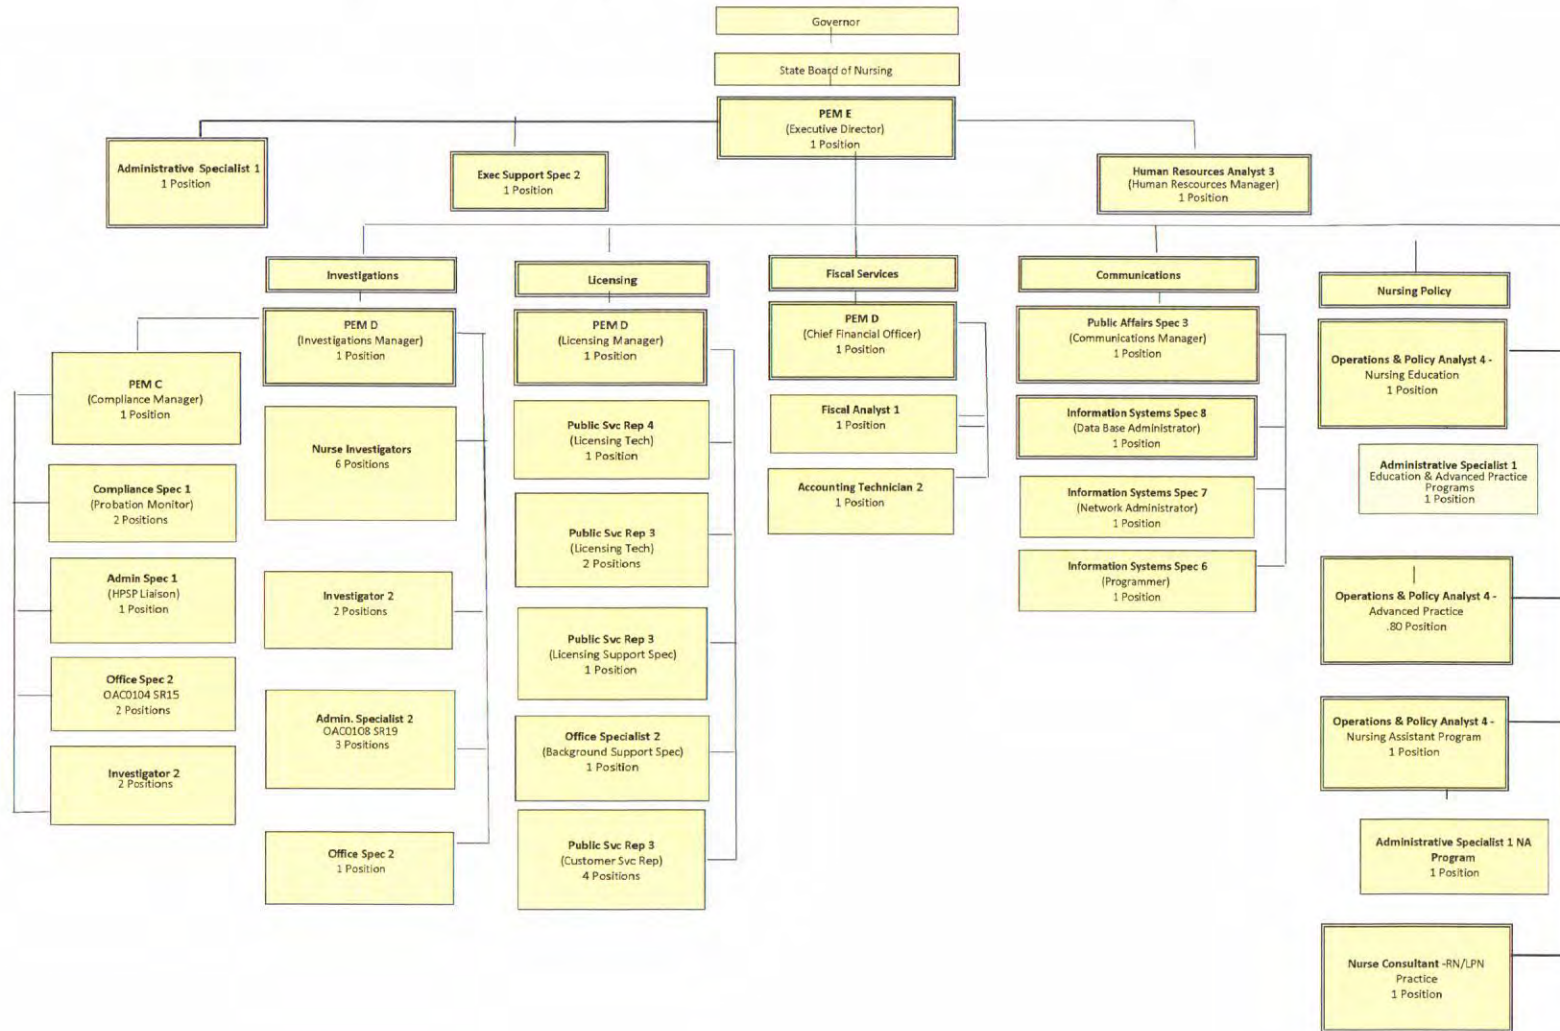 Governor
State Board of Nursing
PEM E
(Executive Director)
1 Position
Administrative Specialist 1
1 Position
Exec Support Spec 2
1 Position
Human Resources Analyst 3
(Human Rescources Manager)
1 Position
Investigations
PEM D
(Investigations Manager)
1 Position
PEM C
(Compliance Manager)
1 Position
Compliance Spec 1
(Probation Monitor)
2 Positions
Admin Spec 1
(HPSP Liaison)
1 Position
Office Spec 2
OAC0104 SR15
2 Positions
Investigator 2
2 Positions
Nurse Investigators
6 Positions
Investigator 2
2 Positions
Admin. Specialist 2
OAC0108 SR19
3 Positions
Office Spec 2
1 Position
Licensing
PEM D
(Licensing Manager)
1 Position
Public Svc Rep 4
(Licensing Tech)
1 Position
Public Svc Rep 3
(Licensing Tech)
2 Positions
Public Svc Rep 3
(Licensing Support Spec)
1 Position
Office Specialist 2
(Background Support Spec)
1 Position
Public Svc Rep 3
(Customer Svc Rep)
4 Positions
Fiscal Services
PEM D
(Chief Financial Officer)
1 Position
Fiscal Analyst 1
1 Position
Accounting Technician 2
1 Position
Communications
Public Affairs Spec 3
(Communications Manager)
1 Position
Information Systems Spec 8
(Data Base Administrator)
1 Position
Information Systems Spec 7
(Network Administrator)
1 Position
Information Systems Spec 6
(Programmer)
1 Position
Nursing Policy
Operations & Policy Analyst 4 -
Nursing Education
1 Position
Administrative Specialist 1
Education & Advanced Practice
Programs
1 Position
Operations & Policy Analyst 4 -
Advanced Practice
.80 Position
Operations & Policy Analyst 4 -
Nursing Assistant Program
1 Position
Administrative Specialist 1 NA
Program
1 Position
Nurse Consultant -RN/LPN
Practice
1 Position